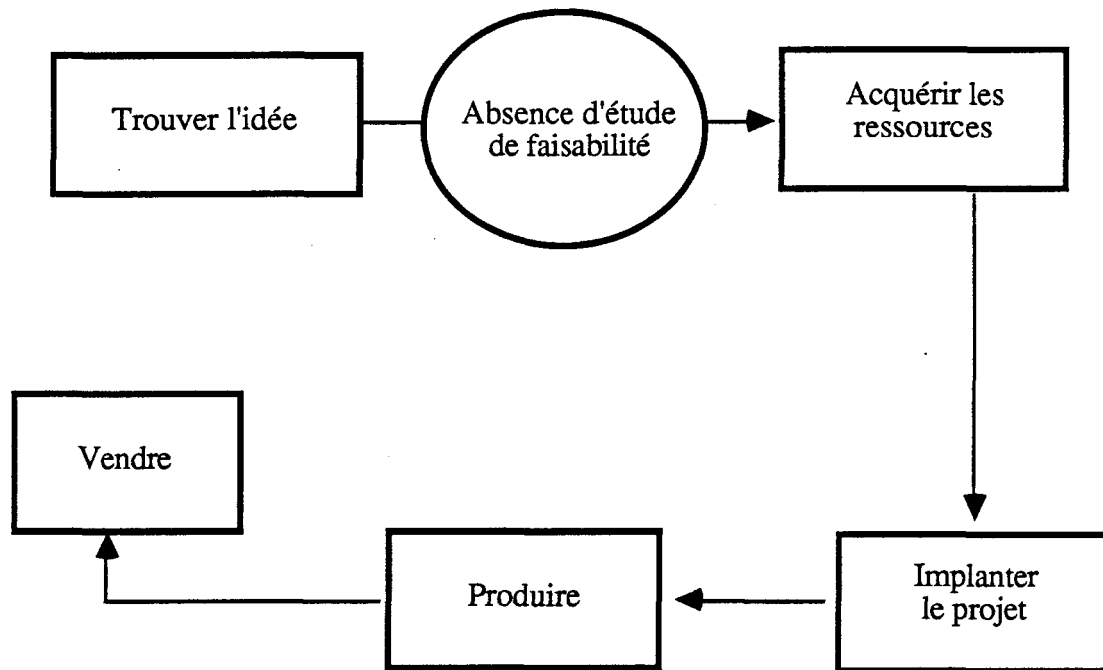 Trouver l'idée
Absence d'étude
de faisabilité
Acquérir les
ressources
Vendre
Produire
Implanter
le projet